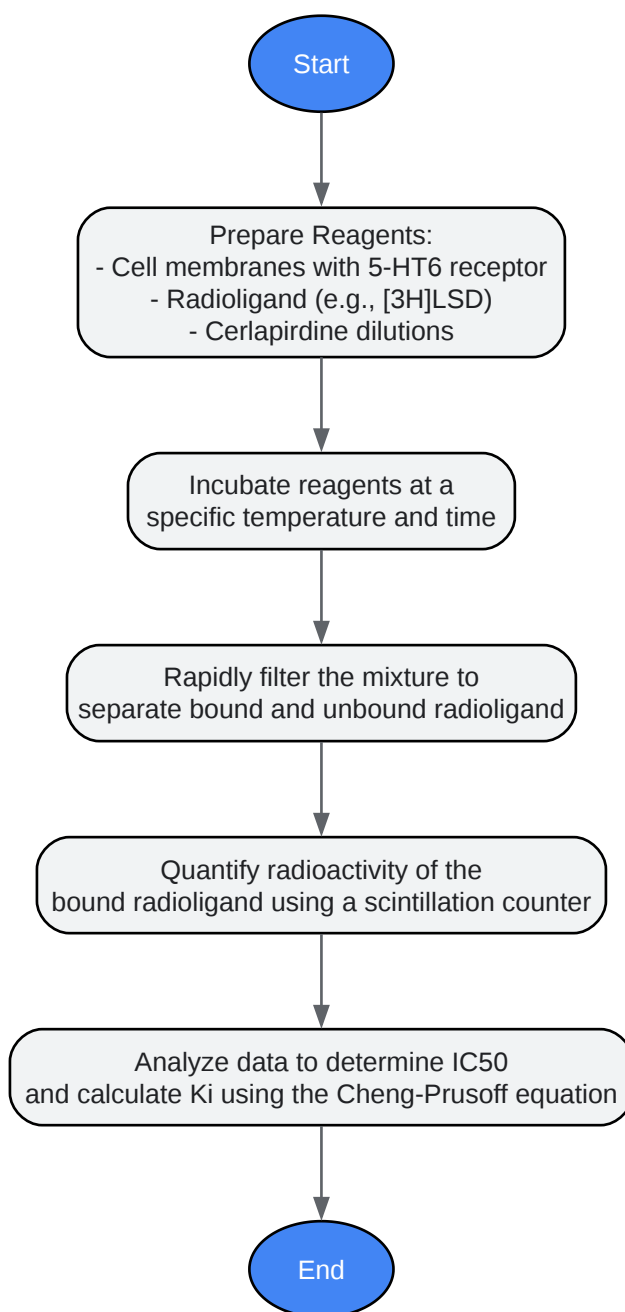 Start
Prepare Reagents:
- Cell membranes with 5-HT6 receptor
- Radioligand (e.g., [3H]LSD)
- Cerlapirdine dilutions
Incubate reagents at a
specific temperature and time
Rapidly filter the mixture to
separate bound and unbound radioligand
Quantify radioactivity of the
bound radioligand using a scintillation counter
Analyze data to determine IC50
and calculate Ki using the Cheng-Prusoff equation
End